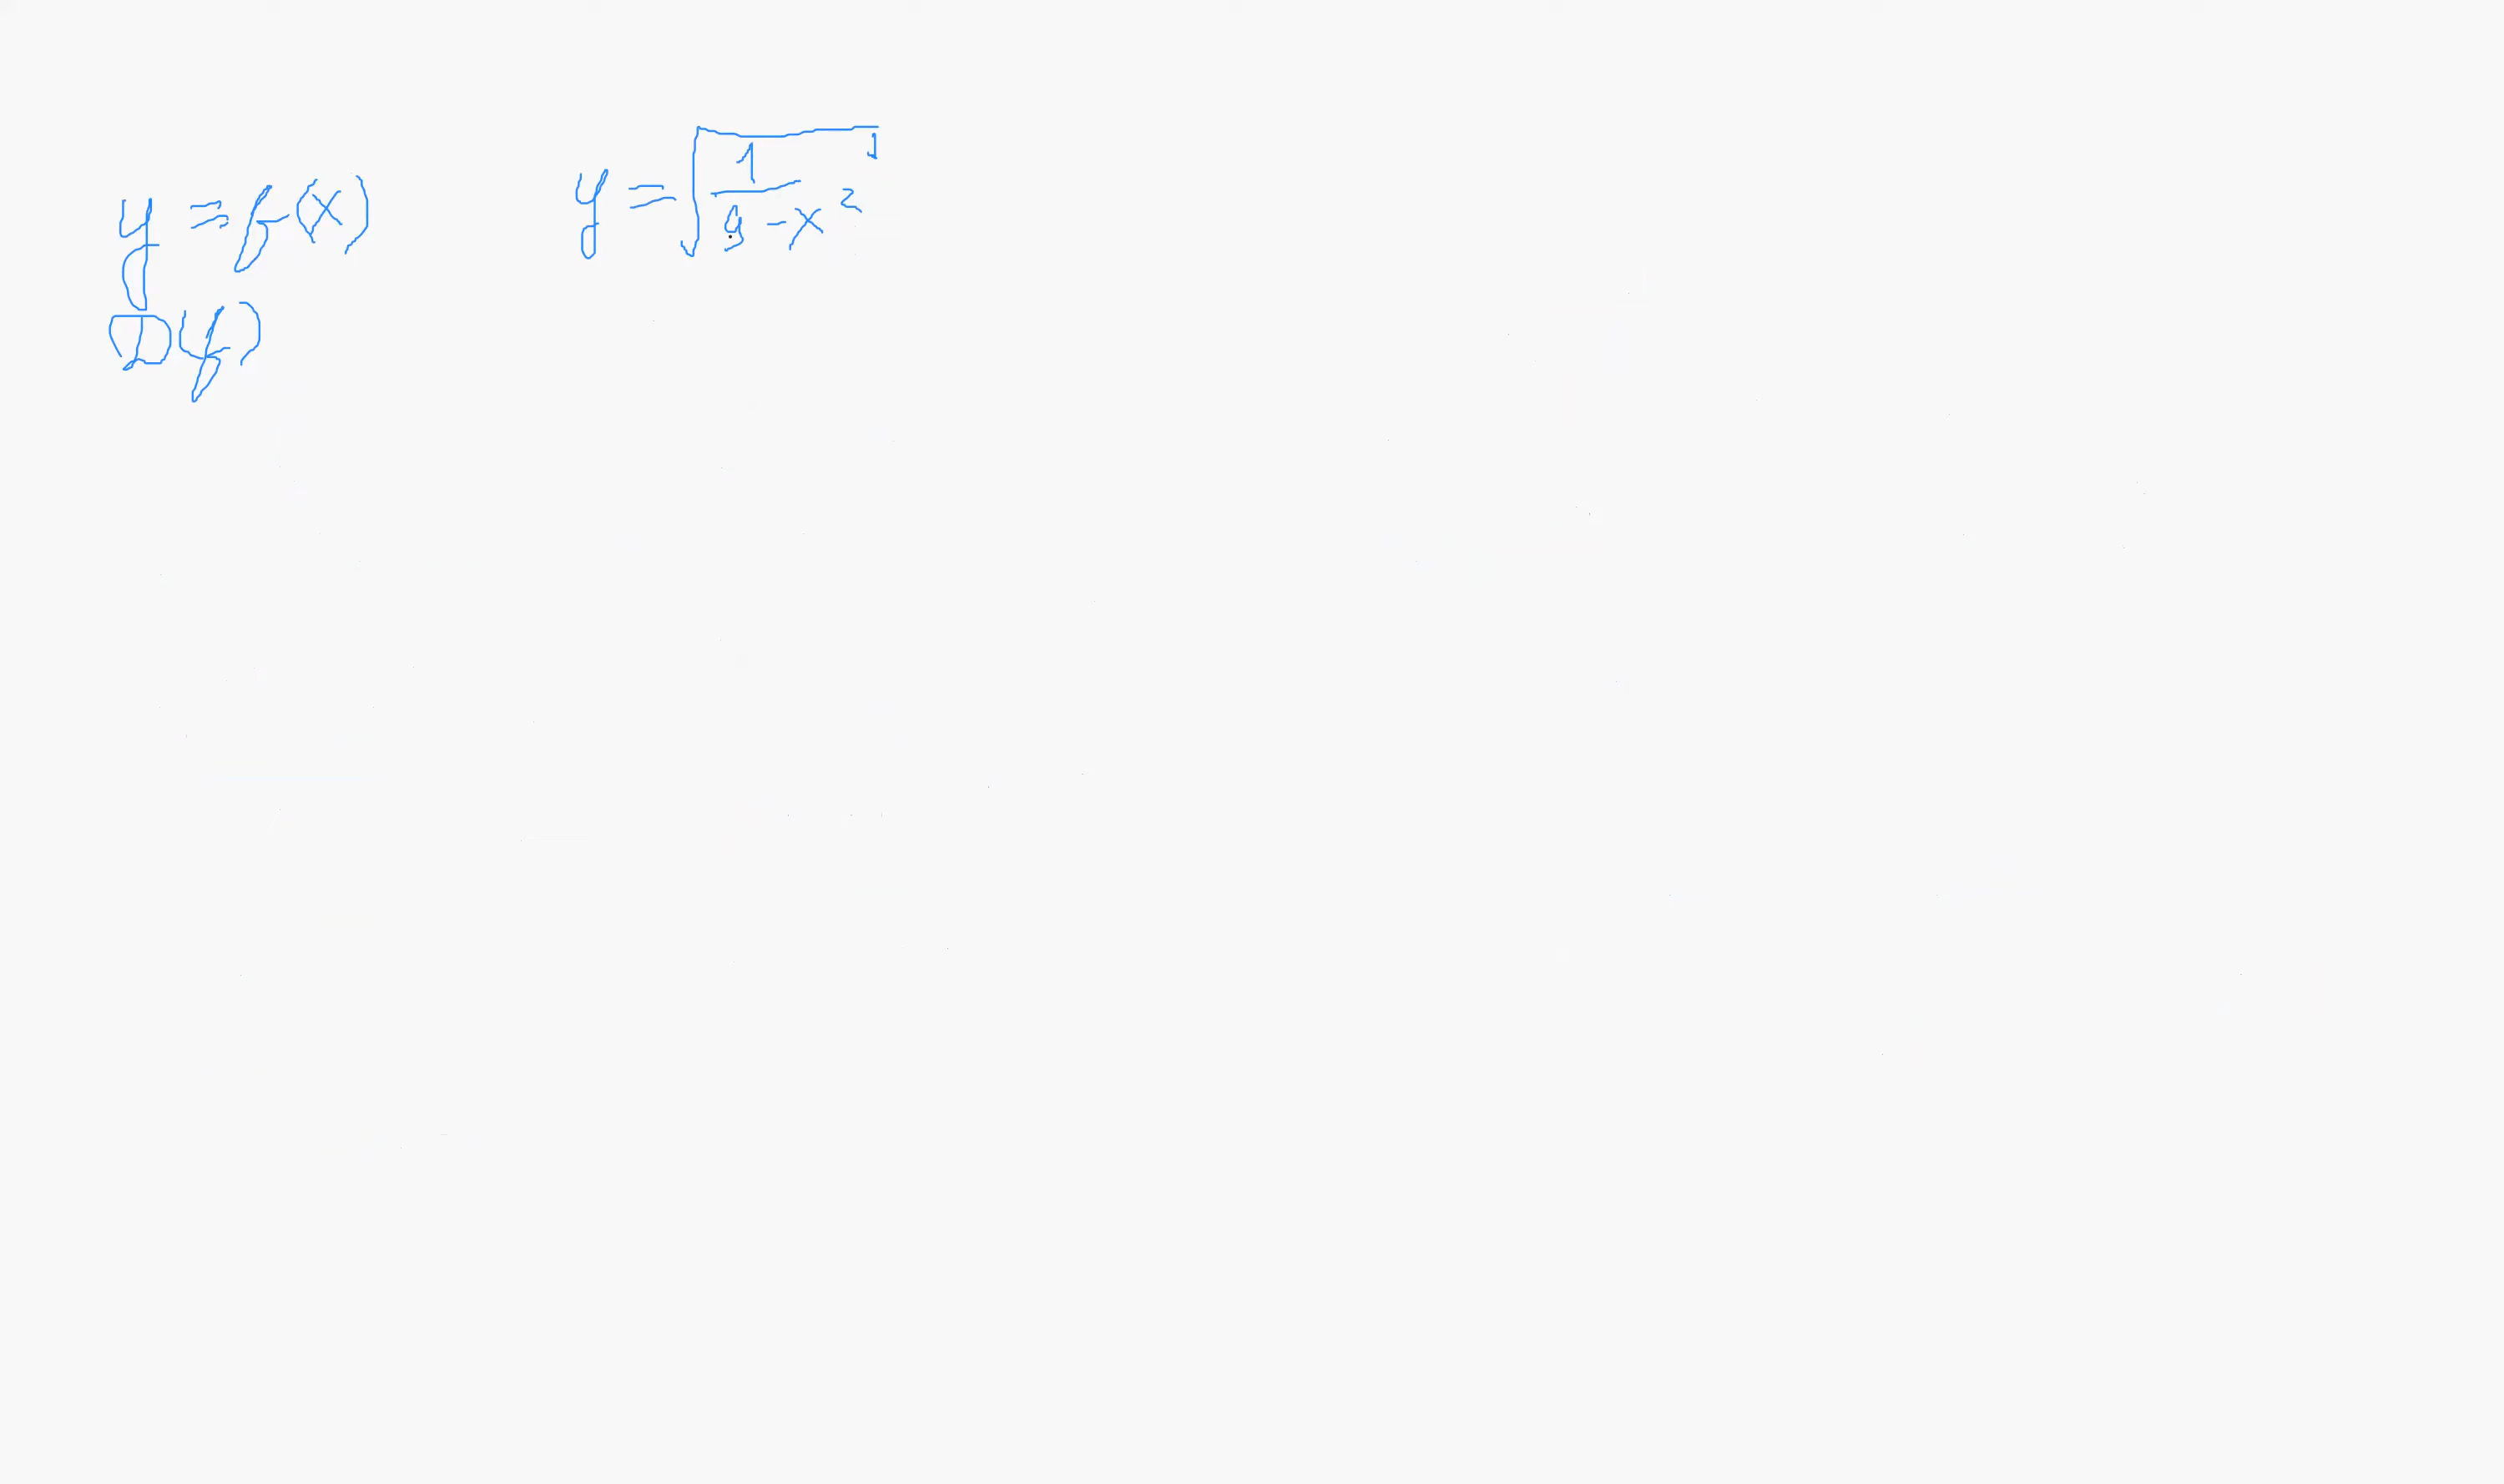 y = f(x)
D(f)
y = √(1/(9 - x²))